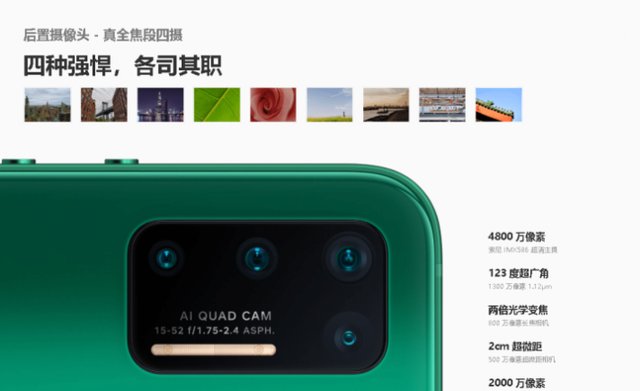 后置摄像头 - 真全焦段四摄
四种强悍，各司其职
AI QUAD CAM
15-52 f/1.75-2.4 ASPH.
4800 万像素
索尼 IMX586 超清主摄
123 度超广角
1300 万像素 1.12μm
两倍光学变焦
800 万像素长焦相机
2cm 超微距
500 万像素超微距相机
2000 万像素